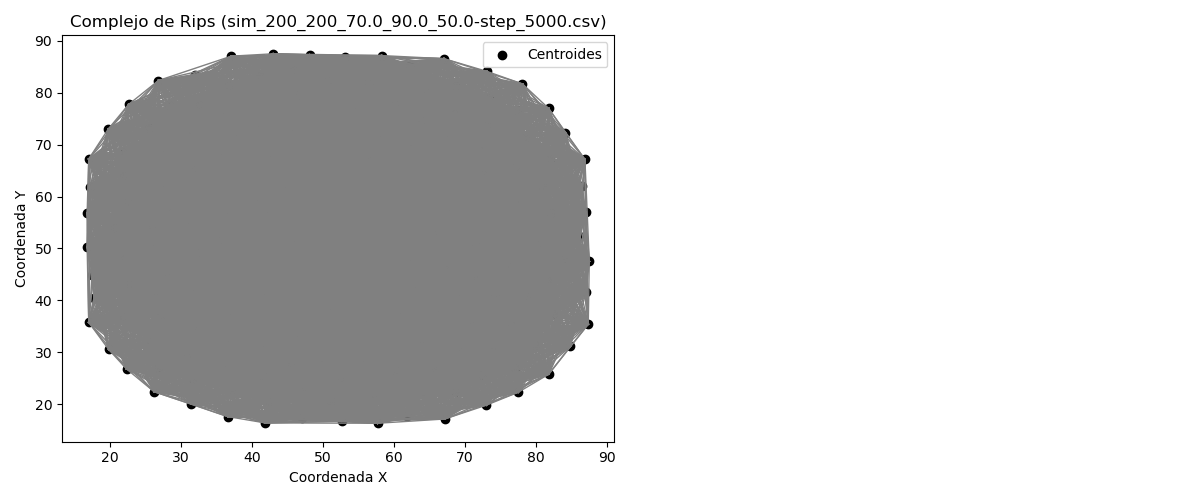 Complejo de Rips (sim_200_200_70.0_90.0_50.0-step_5000.csv)
Centroides
90
80
70
60
50
40
30
20
Coordenada Y
20 30 40 50 60 70 80 90
Coordenada X